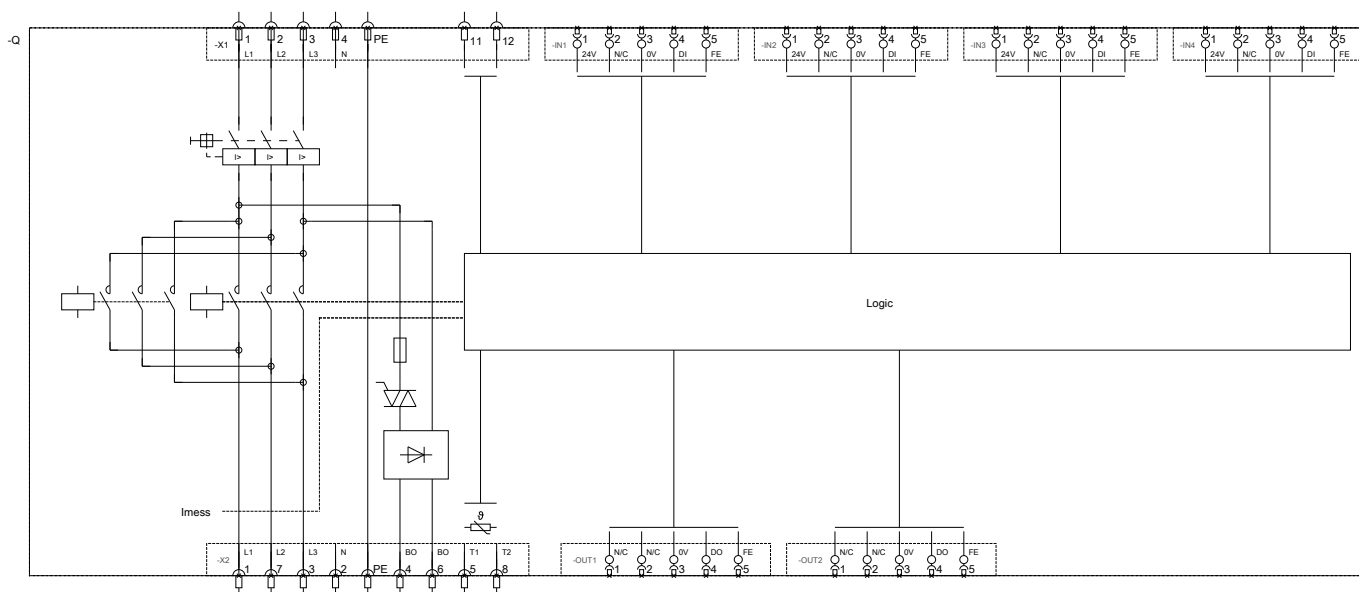 -Q
-X1
1 2 3 4 PE 11 12
L1 L2 L3 N
-IN1
1 2 3 4 5
24V N/C 0V DI FE
-IN2
1 2 3 4 5
24V N/C 0V DI FE
-IN3
1 2 3 4 5
24V N/C 0V DI FE
-IN4
1 2 3 4 5
24V N/C 0V DI FE
I> I> I>
Logic
Imess
ϑ
-X2
L1 L2 L3 N BO BO T1 T2
1 7 3 2 PE 4 6 5 8
-OUT1
N/C N/C 0V DO FE
1 2 3 4 5
-OUT2
N/C N/C 0V DO FE
1 2 3 4 5